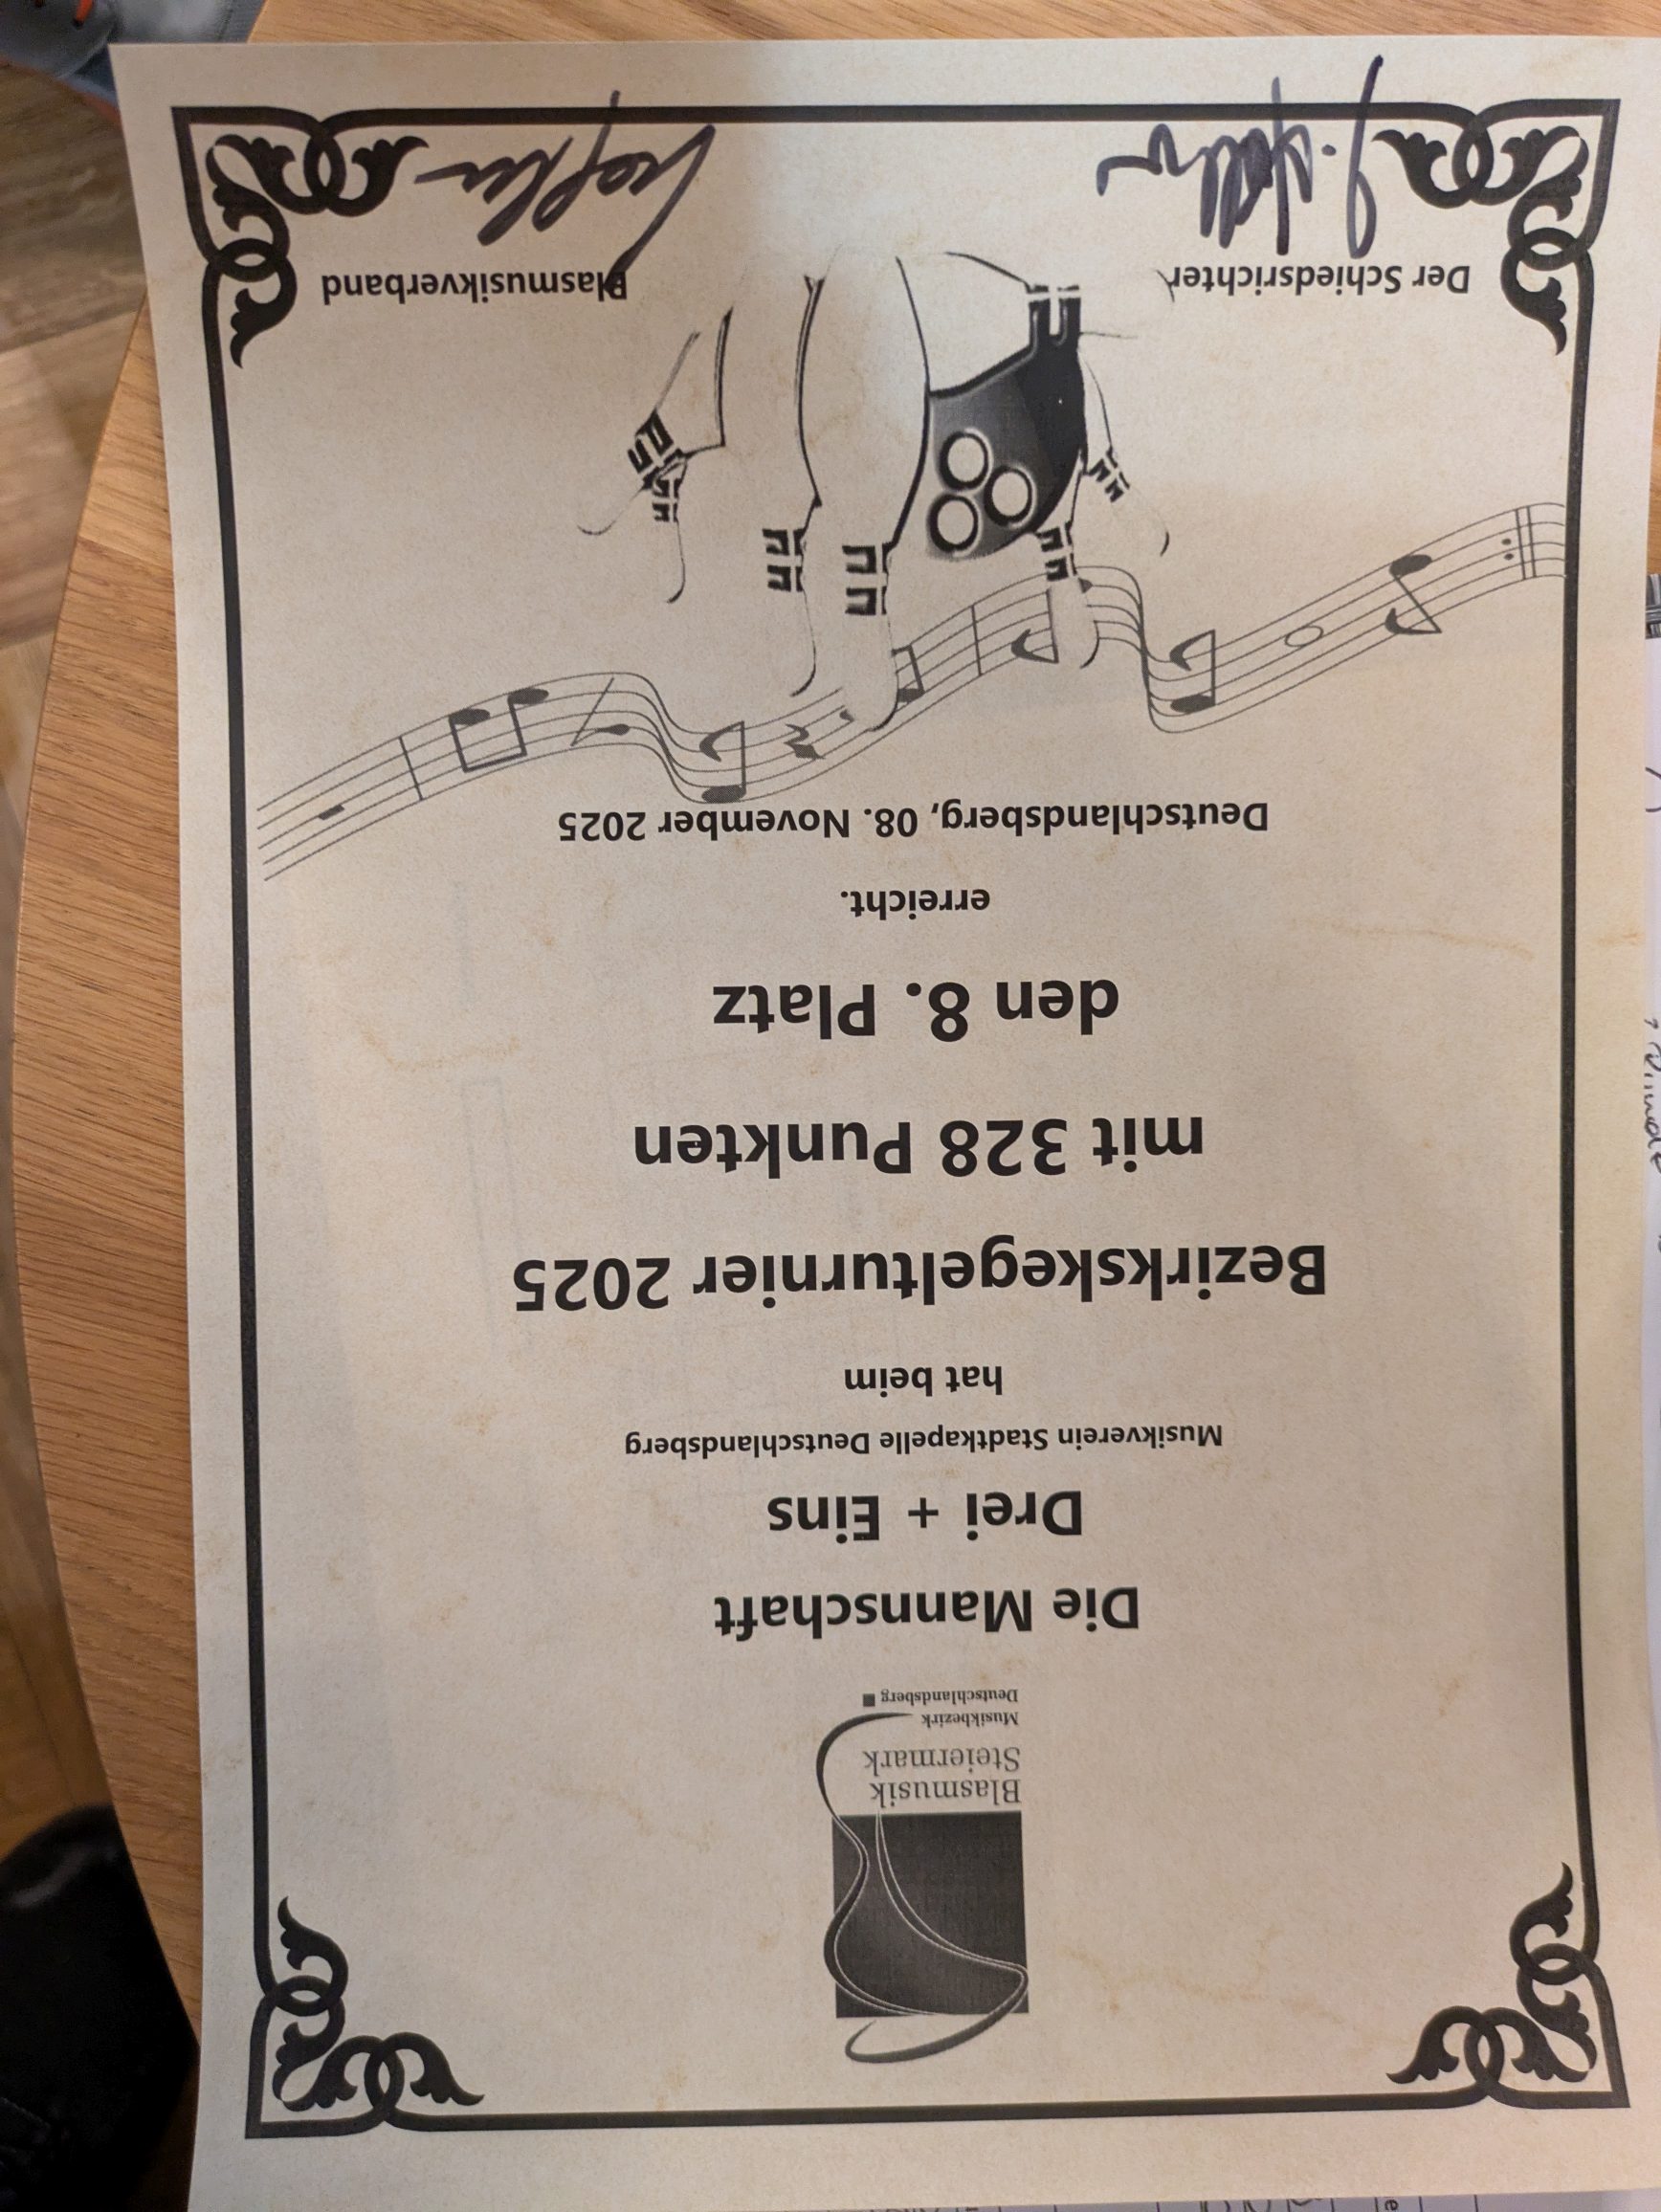 Blasmusik
Steiermark
Musikbezirk
Deutschlandsberg
Die Mannschaft
Drei + Eins
Musikverein Stadtkapelle Deutschlandsberg
hat beim
Bezirkskegelturnier 2025
mit 328 Punkten
den 8. Platz
erreicht.
Deutschlandsberg, 08. November 2025
Der Schiedsrichter
Blasmusikverband